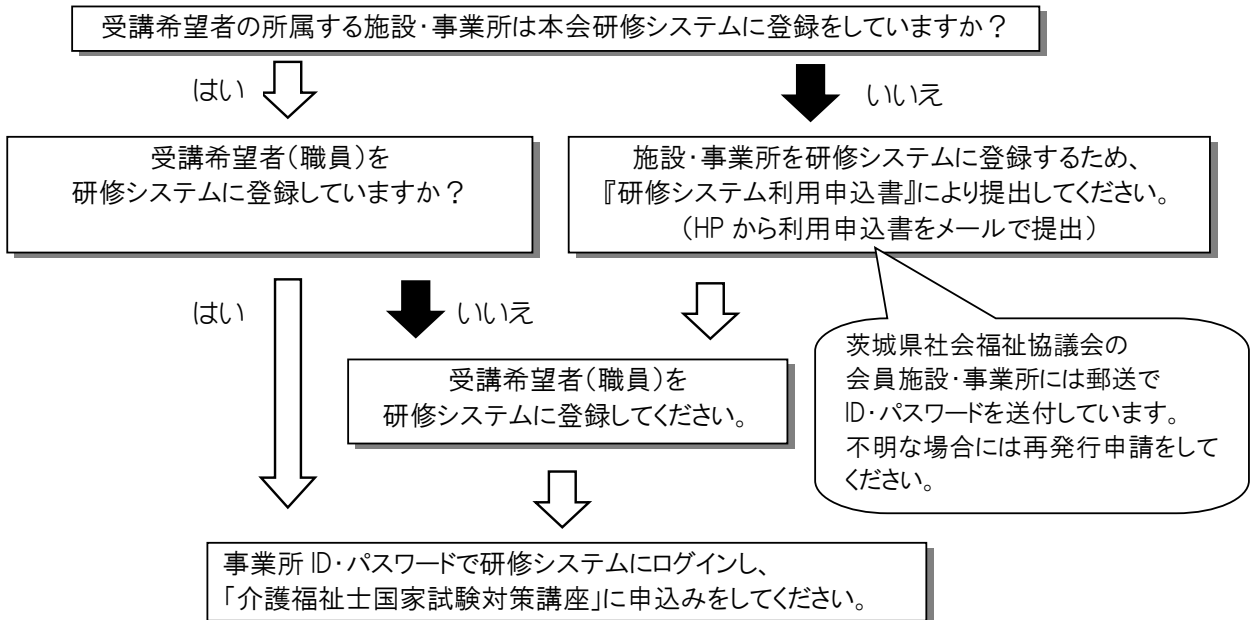 受講希望者の所属する施設・事業所は本会研修システムに登録をしていますか？
はい
いいえ
受講希望者（職員）を
研修システムに登録していますか？
施設・事業所を研修システムに登録するため、
『研修システム利用申込書』により提出してください。
（HP から利用申込書をメールで提出）
はい
いいえ
受講希望者（職員）を
研修システムに登録してください。
茨城県社会福祉協議会の
会員施設・事業所には郵送で
ID・パスワードを送付しています。
不明な場合には再発行申請をして
ください。
事業所 ID・パスワードで研修システムにログインし、
「介護福祉士国家試験対策講座」に申込みをしてください。